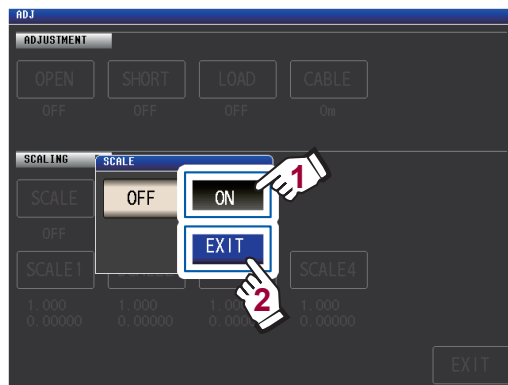 ADJ
ADJUSTMENT
OPEN SHORT LOAD CABLE
OFF OFF OFF 0m
SCALING
SCALE
OFF ON 1
SCALE
OFF
EXIT 2
SCALE1 SCALE4
1.000 1.000 1.000
0.00000 0.00000 0.00000
EXIT